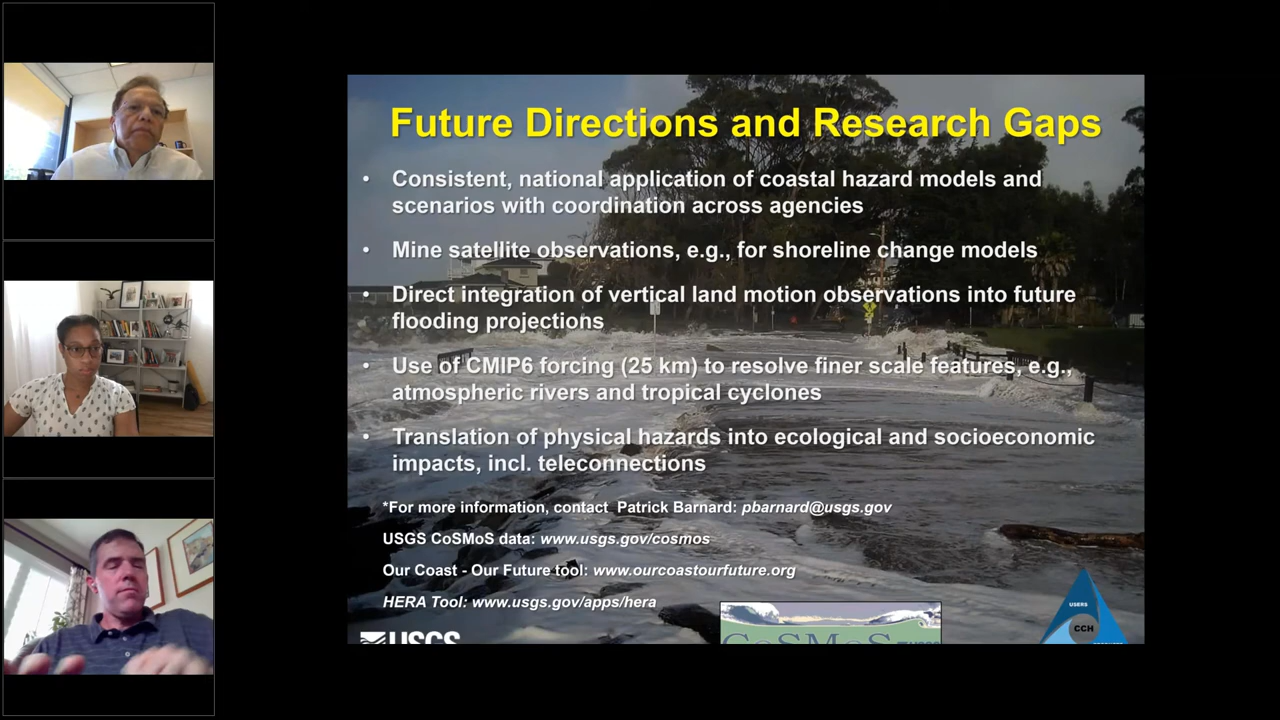 Future Directions and Research Gaps
• Consistent, national application of coastal hazard models and
scenarios with coordination across agencies
• Mine satellite observations, e.g., for shoreline change models
• Direct integration of vertical land motion observations into future
flooding projections
• Use of CMIP6 forcing (25 km) to resolve finer scale features, e.g.,
atmospheric rivers and tropical cyclones
• Translation of physical hazards into ecological and socioeconomic
impacts, incl. teleconnections
*For more information, contact Patrick Barnard: pbarnard@usgs.gov
USGS CoSMoS data: www.usgs.gov/cosmos
Our Coast - Our Future tool: www.ourcoastourfuture.org
HERA Tool: www.usgs.gov/apps/hera
USGS
CoSMoS
USERS
CCH